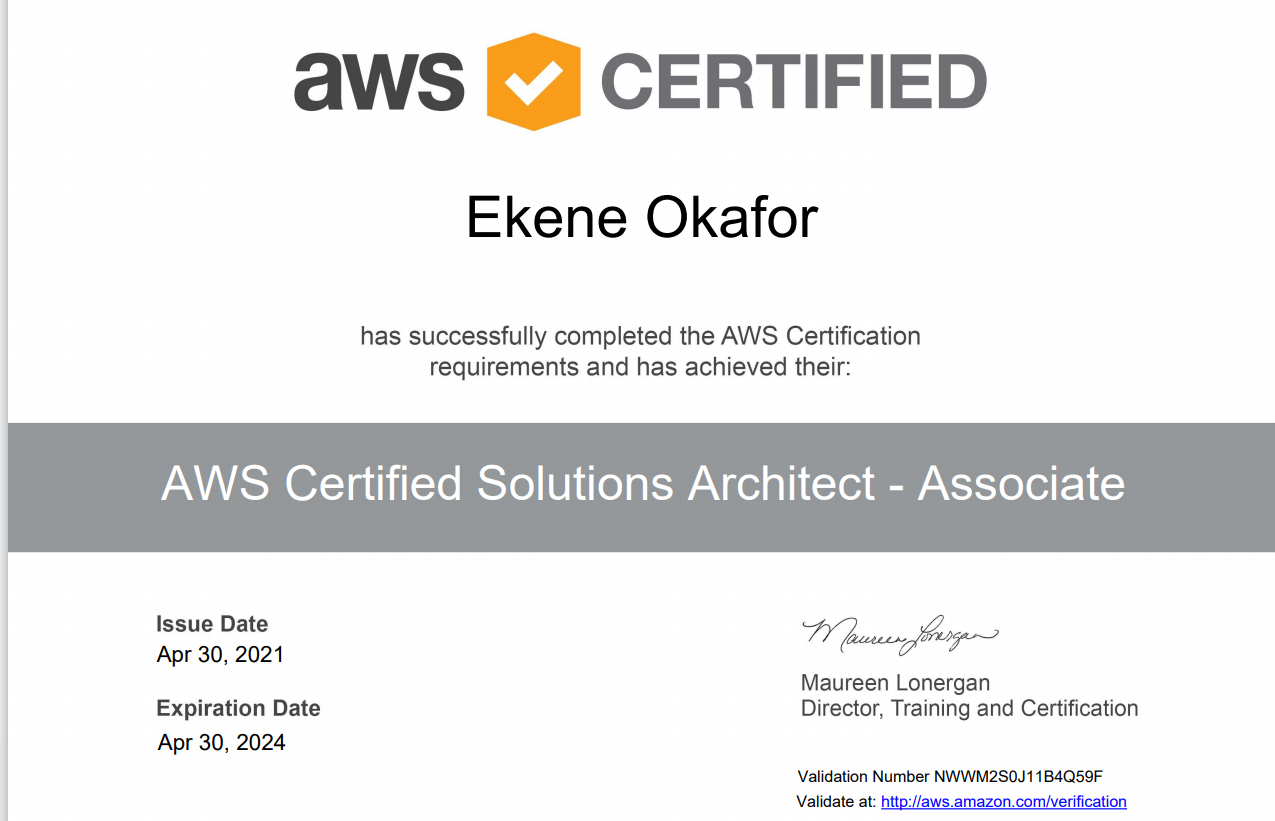 aws CERTIFIED
Ekene Okafor
has successfully completed the AWS Certification
requirements and has achieved their:
AWS Certified Solutions Architect - Associate
Issue Date
Apr 30, 2021
Expiration Date
Apr 30, 2024
Maureen Lonergan
Maureen Lonergan
Director, Training and Certification
Validation Number NWWM2S0J11B4Q59F
Validate at: http://aws.amazon.com/verification